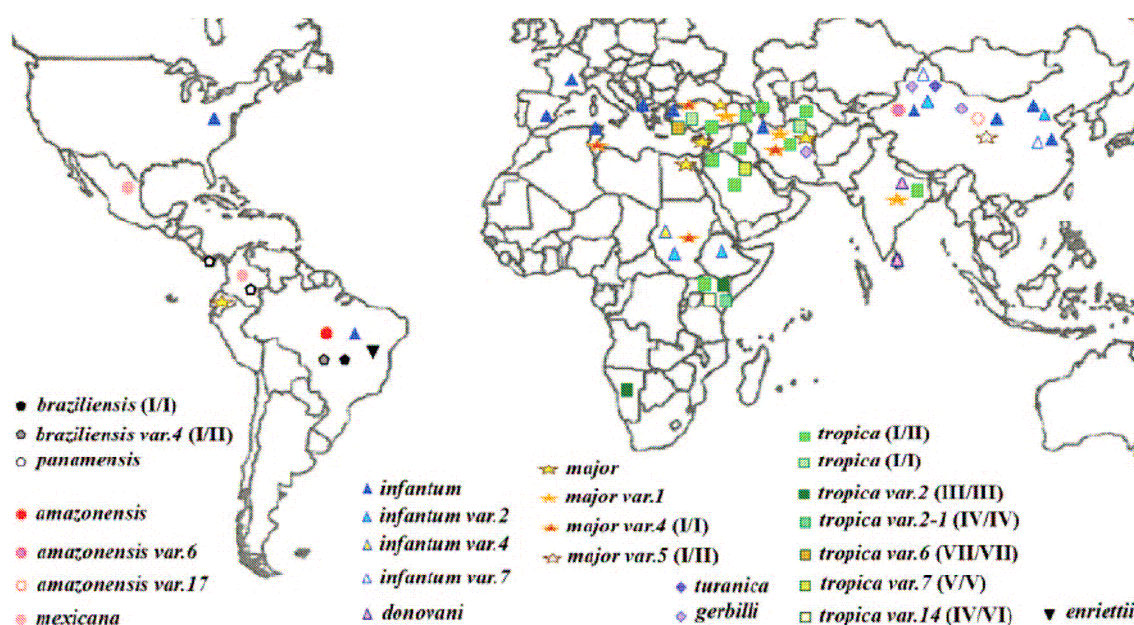 braziliensis (I/I)
braziliensis var.4 (I/II)
panamensis
amazonensis
amazonensis var.6
amazonensis var.17
mexicana
infantum
infantum var.2
infantum var.4
infantum var.7
donovani
major
major var.1
major var.4 (I/I)
major var.5 (I/II)
turanica
gerbilli
tropica (I/II)
tropica (I/I)
tropica var.2 (III/III)
tropica var.2-1 (IV/IV)
tropica var.6 (VII/VII)
tropica var.7 (V/V)
tropica var.14 (IV/VI)
enriettii